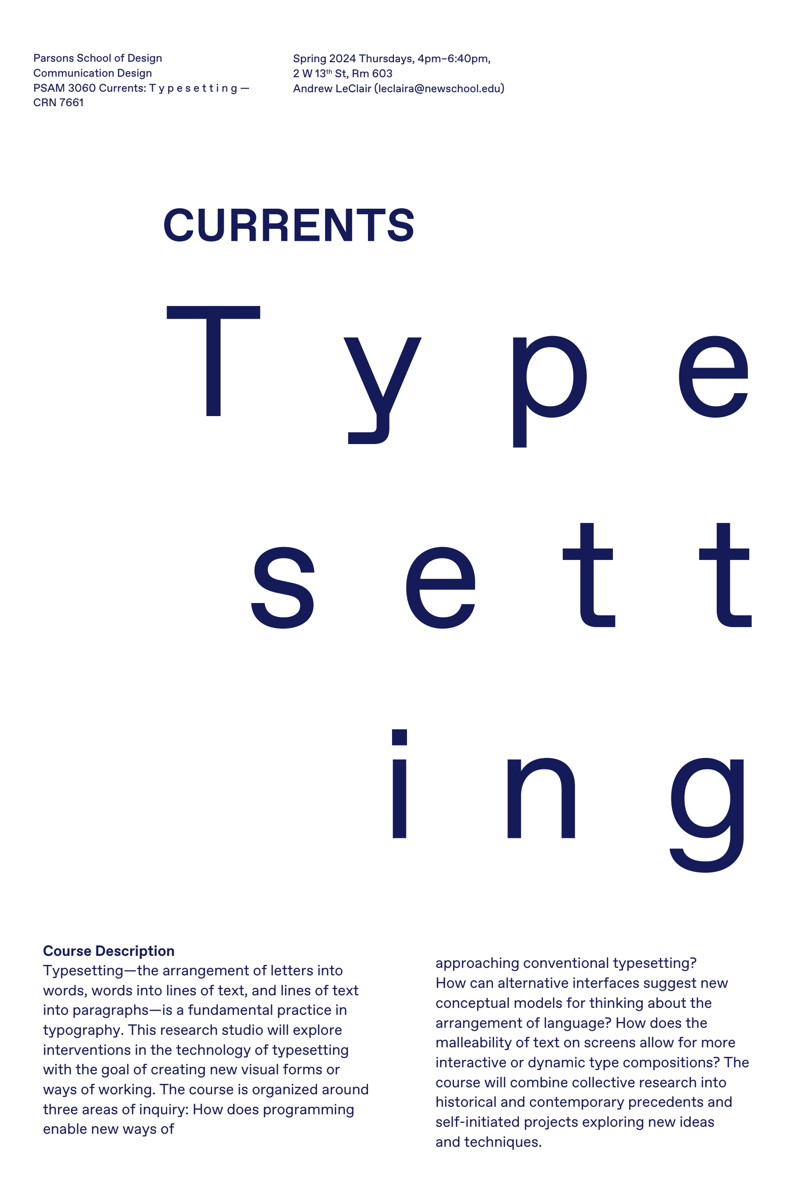 Parsons School of Design
Communication Design
PSAM 3060 Currents: T y p e s e t t i n g —
CRN 7661
Spring 2024 Thursdays, 4pm–6:40pm,
2 W 13th St, Rm 603
Andrew LeClair (leclaira@newschool.edu)
CURRENTS
T y p e
s e t t
i n g
Course Description
Typesetting—the arrangement of letters into
words, words into lines of text, and lines of text
into paragraphs—is a fundamental practice in
typography. This research studio will explore
interventions in the technology of typesetting
with the goal of creating new visual forms or
ways of working. The course is organized around
three areas of inquiry: How does programming
enable new ways of
approaching conventional typesetting?
How can alternative interfaces suggest new
conceptual models for thinking about the
arrangement of language? How does the
malleability of text on screens allow for more
interactive or dynamic type compositions? The
course will combine collective research into
historical and contemporary precedents and
self-initiated projects exploring new ideas
and techniques.